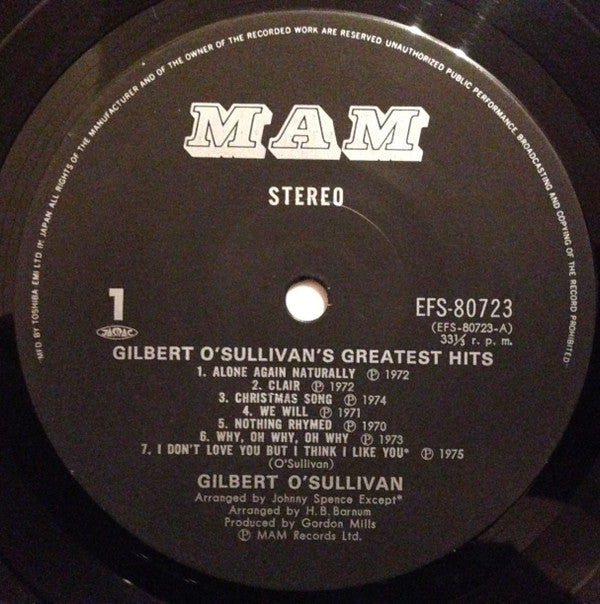 MFD BY TOSHIBA EMI LTD IN JAPAN ALL RIGHTS OF THE MANUFACTURER AND OF THE OWNER OF THE RECORDED WORK ARE RESERVED UNAUTHORIZED PUBLIC PERFORMANCE BROADCASTING AND COPYING OF THE RECORD PROHIBITED
MAM
STEREO
1
JASRAC
EFS-80723
(EFS-80723-A)
33⅓ r. p. m.
GILBERT O'SULLIVAN'S GREATEST HITS
1. ALONE AGAIN NATURALLY ℗ 1972
2. CLAIR ℗ 1972
3. CHRISTMAS SONG ℗ 1974
4. WE WILL ℗ 1971
5. NOTHING RHYMED ℗ 1970
6. WHY, OH WHY, OH WHY ℗ 1973
7. I DON'T LOVE YOU BUT I THINK I LIKE YOU* ℗ 1975
(O'Sullivan)
GILBERT O'SULLIVAN
Arranged by Johnny Spence Except*
Arranged by H. B. Barnum
Produced by Gordon Mills
℗ MAM Records Ltd.